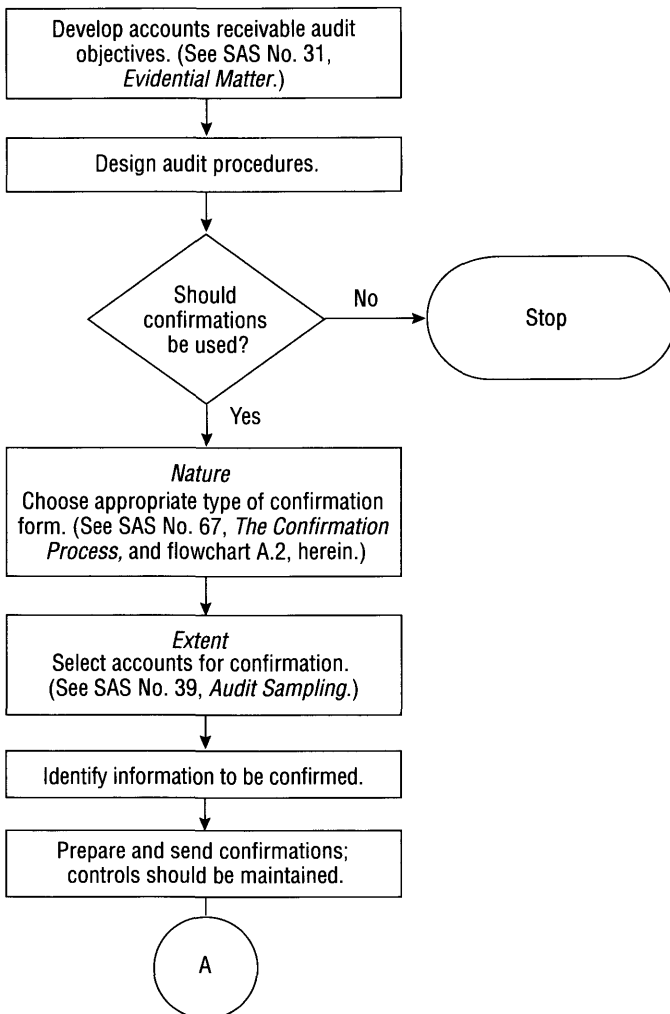 Develop accounts receivable audit
objectives. (See SAS No. 31,
Evidential Matter.)
Design audit procedures.
Should
confirmations
be used?
No
Stop
Yes
Nature
Choose appropriate type of confirmation
form. (See SAS No. 67, The Confirmation
Process, and flowchart A.2, herein.)
Extent
Select accounts for confirmation.
(See SAS No. 39, Audit Sampling.)
Identify information to be confirmed.
Prepare and send confirmations;
controls should be maintained.
A